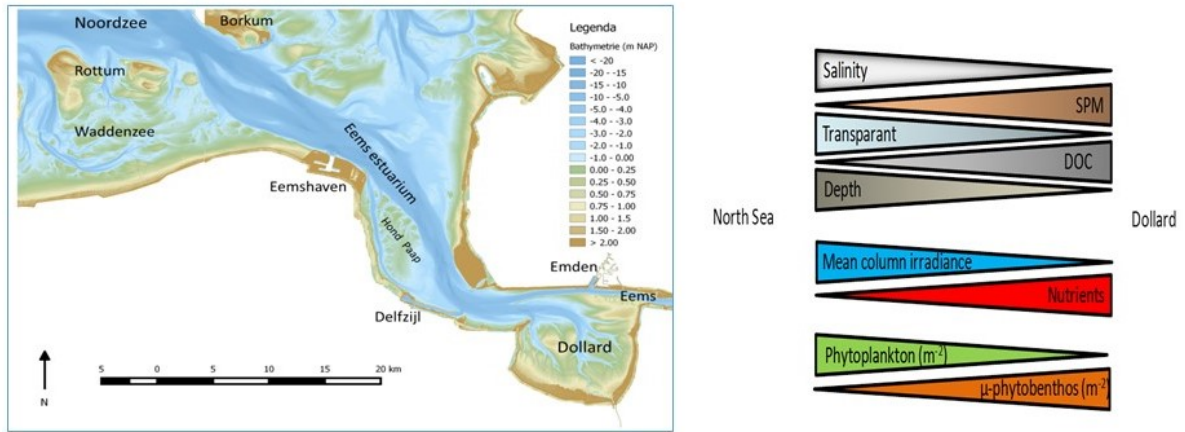 Noordzee
Borkum
Rottum
Waddenzee
Eems estuarium
Eemshaven
Hond Paap
Emden
Eems
Delfzijl
Dollard
N
5 0 5 10 15 20 km
Legenda
Bathymetrie (m NAP)
< -20
-20 - -15
-15 - -10
-10 - -5.0
-5.0 - -4.0
-4.0 - -3.0
-3.0 - -2.0
-2.0 - -1.0
-1.0 - 0.00
0.00 - 0.25
0.25 - 0.50
0.50 - 0.75
0.75 - 1.00
1.00 - 1.5
1.50 - 2.00
> 2.00
Salinity
SPM
Transparant
DOC
Depth
North Sea
Dollard
Mean column irradiance
Nutrients
Phytoplankton (m⁻²)
µ-phytobenthos (m⁻²)